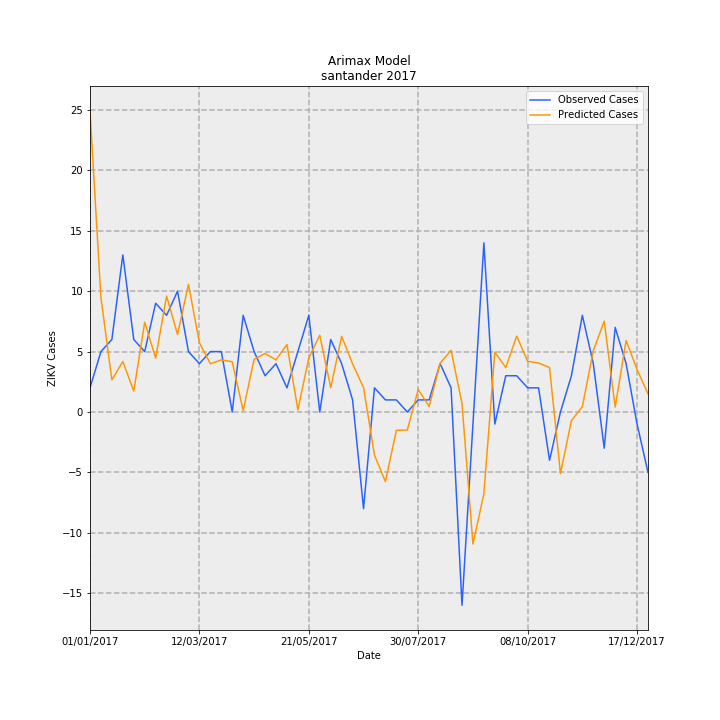 Arimax Model
santander 2017
Observed Cases
Predicted Cases
25
20
15
10
5
0
−5
−10
−15
ZIKV Cases
01/01/2017 12/03/2017 21/05/2017 30/07/2017 08/10/2017 17/12/2017
Date